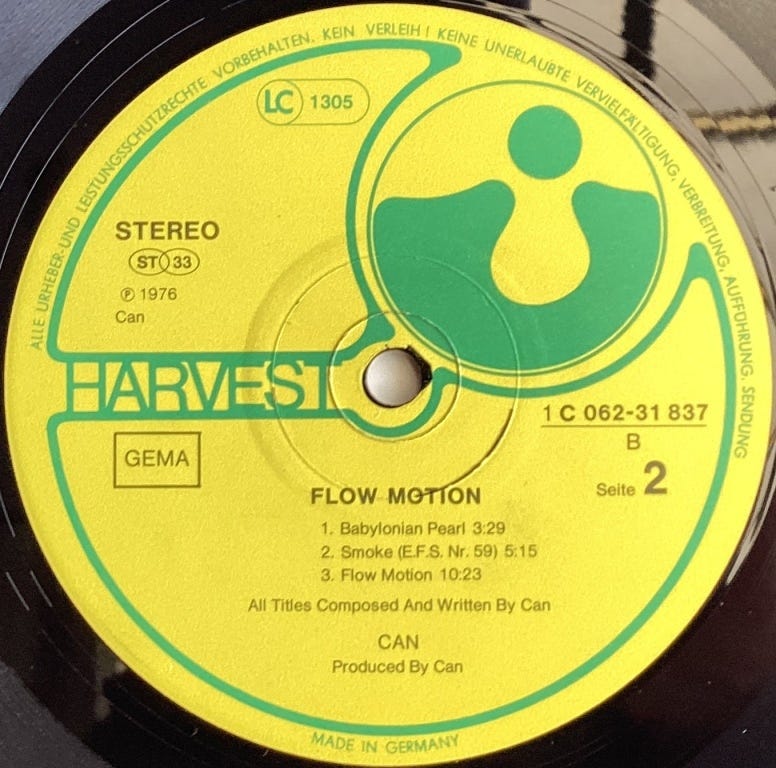 ALLE URHEBER- UND LEISTUNGSSCHUTZRECHTE VORBEHALTEN. KEIN VERLEIH! KEINE UNERLAUBTE VERVIELFÄLTIGUNG, VERBREITUNG, AUFFÜHRUNG, SENDUNG
LC 1305
STEREO
ST 33
℗ 1976
Can
HARVEST
GEMA
1 C 062-31 837
B
Seite 2
FLOW MOTION
1. Babylonian Pearl 3:29
2. Smoke (E.F.S. Nr. 59) 5:15
3. Flow Motion 10:23
All Titles Composed And Written By Can
CAN
Produced By Can
MADE IN GERMANY